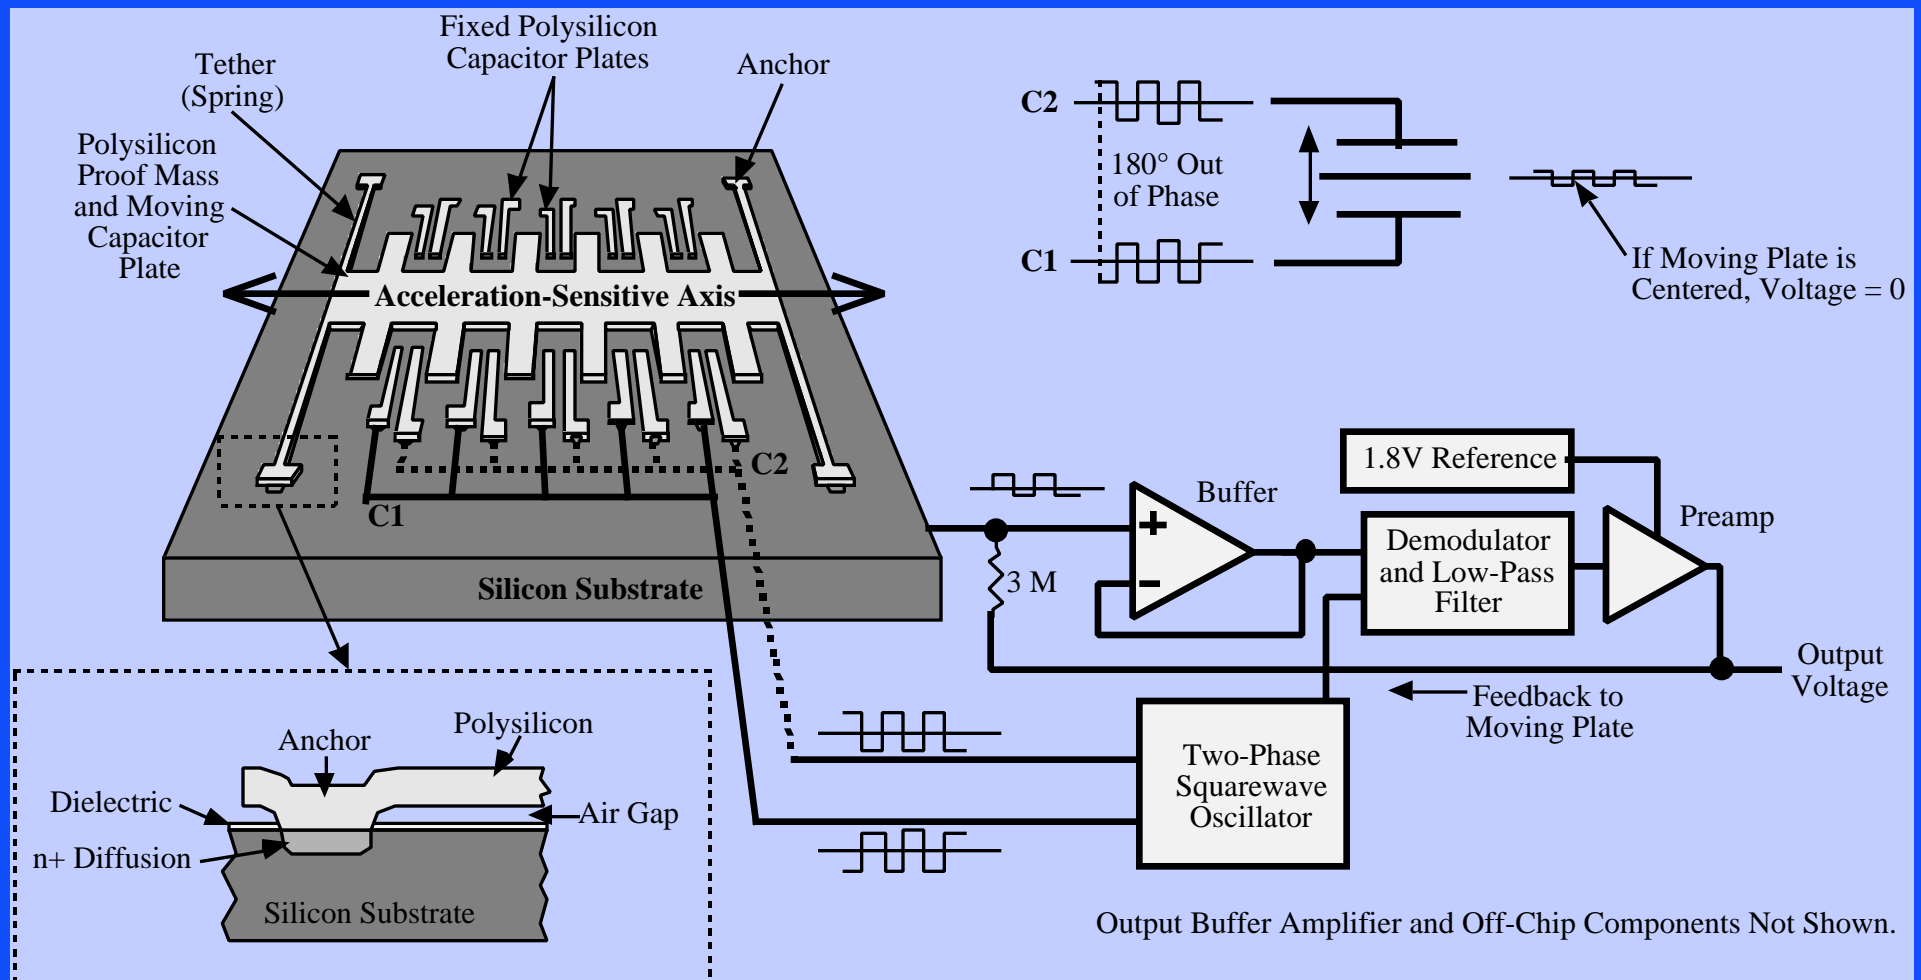 Fixed Polysilicon
Capacitor Plates
Tether
(Spring)
Anchor
Polysilicon
Proof Mass
and Moving
Capacitor
Plate
Acceleration-Sensitive Axis
C2
180° Out
of Phase
C1
If Moving Plate is
Centered, Voltage = 0
C2
C1
Silicon Substrate
1.8V Reference
Buffer
Preamp
+
−
3 M
Demodulator
and Low-Pass
Filter
Output
Voltage
Feedback to
Moving Plate
Two-Phase
Squarewave
Oscillator
Anchor
Polysilicon
Dielectric
Air Gap
n+ Diffusion
Silicon Substrate
Output Buffer Amplifier and Off-Chip Components Not Shown.